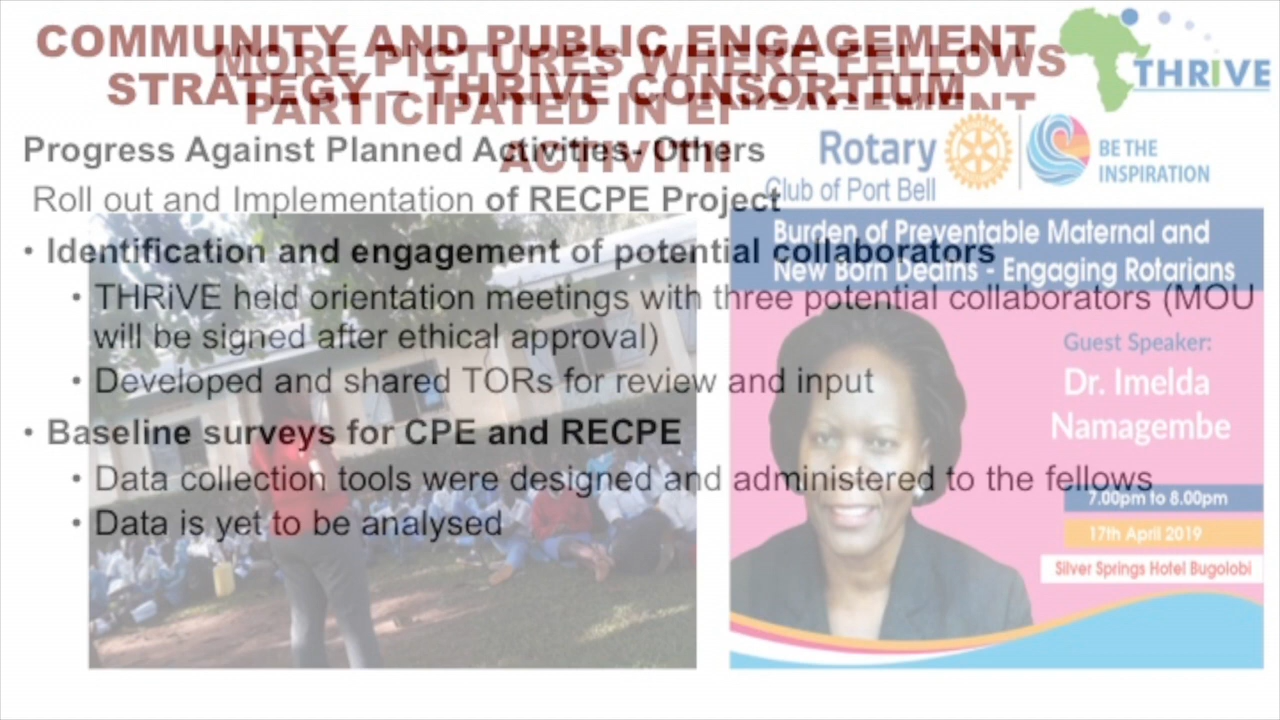 COMMUNITY AND PUBLIC ENGAGEMENT
STRATEGY – THRIVE CONSORTIUM
MORE PICTURES WHERE FELLOWS
PARTICIPATED IN
THRiVE
Progress Against Planned Activities- Others
Roll out and Implementation of RECPE Project
• Identification and engagement of potential collaborators
• THRiVE held orientation meetings with three potential collaborators (MOU
will be signed after ethical approval)
• Developed and shared TORs for review and input
• Baseline surveys for CPE and RECPE
• Data collection tools were designed and administered to the fellows
• Data is yet to be analysed
Rotary
Club of Port Bell
BE THE
INSPIRATION
Burden of Preventable Maternal and
New Born Deaths - Engaging Rotarians
Guest Speaker:
Dr. Imelda
Namagembe
7.00pm to 8.00pm
17th April 2019
Silver Springs Hotel Bugolobi